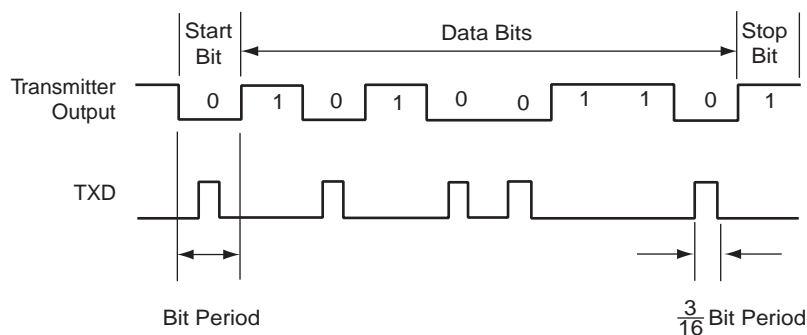 Start Bit
Data Bits
Stop Bit
Transmitter Output
0 1 0 1 0 0 1 1 0 1
TXD
Bit Period
3/16 Bit Period